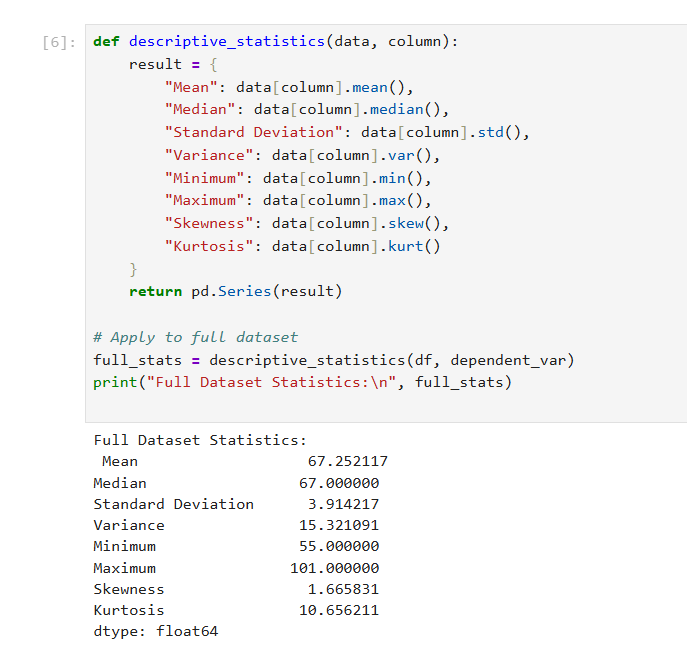 [6]: def descriptive_statistics(data, column):
    result = {
        "Mean": data[column].mean(),
        "Median": data[column].median(),
        "Standard Deviation": data[column].std(),
        "Variance": data[column].var(),
        "Minimum": data[column].min(),
        "Maximum": data[column].max(),
        "Skewness": data[column].skew(),
        "Kurtosis": data[column].kurt()
    }
    return pd.Series(result)
# Apply to full dataset
full_stats = descriptive_statistics(df, dependent_var)
print("Full Dataset Statistics:\n", full_stats)
Full Dataset Statistics:
 Mean                   67.252117
Median                 67.000000
Standard Deviation      3.914217
Variance               15.321091
Minimum                55.000000
Maximum               101.000000
Skewness                1.665831
Kurtosis               10.656211
dtype: float64